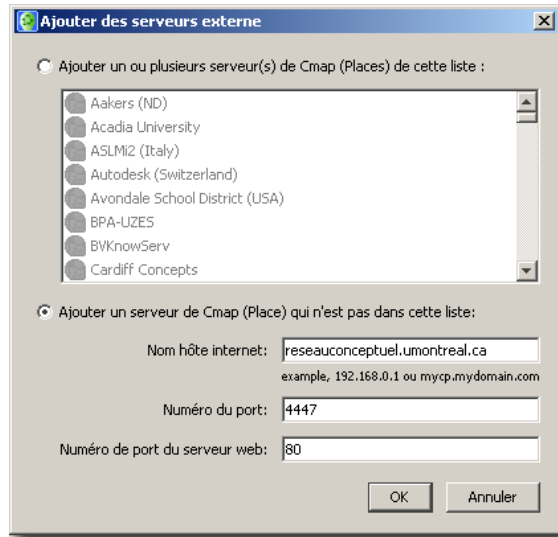 Ajouter des serveurs externe
Ajouter un ou plusieurs serveur(s) de Cmap (Places) de cette liste :
Aakers (ND)
Acadia University
ASLMi2 (Italy)
Autodesk (Switzerland)
Avondale School District (USA)
BPA-UZES
BVKnowServ
Cardiff Concepts
Ajouter un serveur de Cmap (Place) qui n'est pas dans cette liste:
Nom hôte internet: reseauconceptuel.umontreal.ca
example, 192.168.0.1 ou mycp.mydomain.com
Numéro du port: 4447
Numéro de port du serveur web: 80
OK Annuler